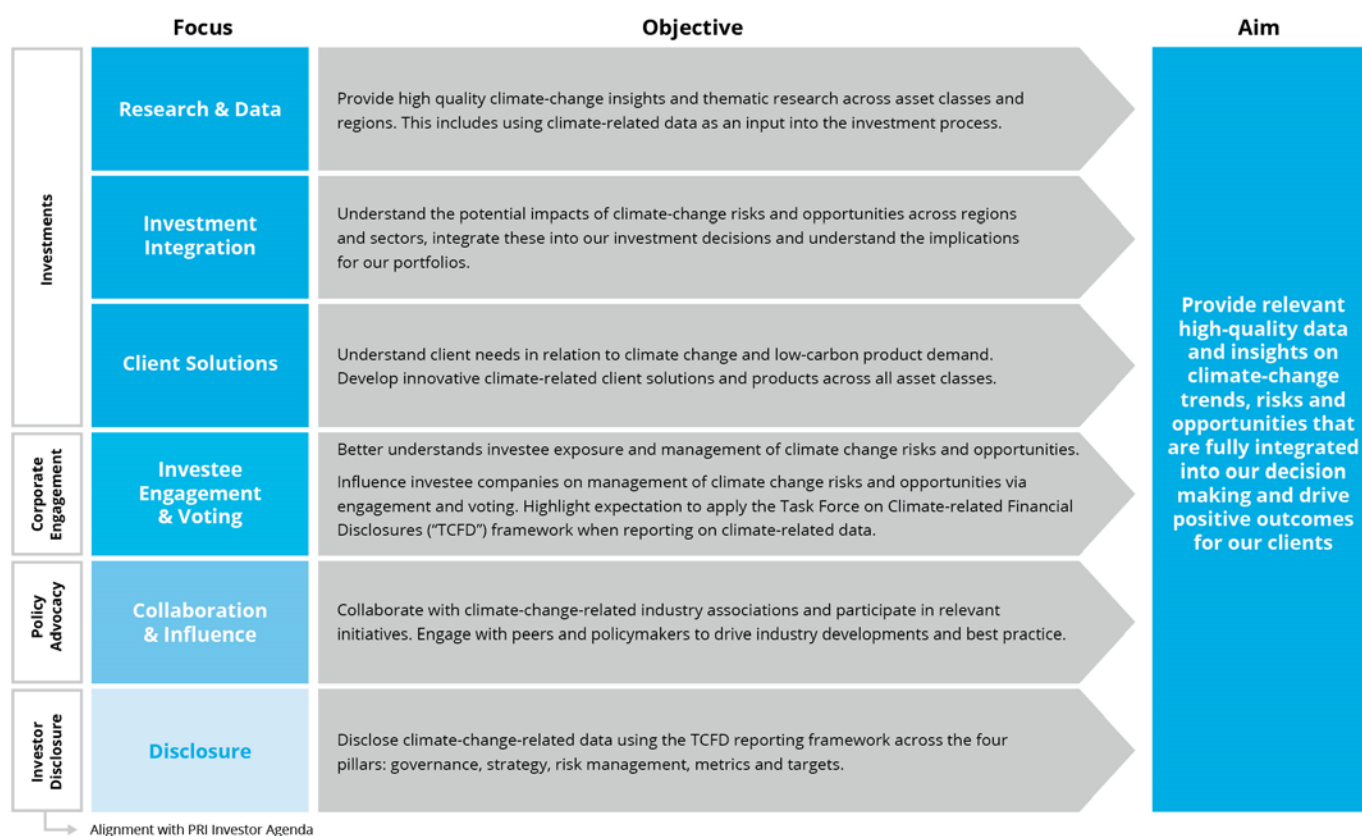 Focus
Objective
Aim
Investments
Research & Data
Provide high quality climate-change insights and thematic research across asset classes and
regions. This includes using climate-related data as an input into the investment process.
Investment
Integration
Understand the potential impacts of climate-change risks and opportunities across regions
and sectors, integrate these into our investment decisions and understand the implications
for our portfolios.
Client Solutions
Understand client needs in relation to climate change and low-carbon product demand.
Develop innovative climate-related client solutions and products across all asset classes.
Corporate
Engagement
Investee
Engagement
& Voting
Better understands investee exposure and management of climate change risks and opportunities.
Influence investee companies on management of climate change risks and opportunities via
engagement and voting. Highlight expectation to apply the Task Force on Climate-related Financial
Disclosures (“TCFD”) framework when reporting on climate-related data.
Policy
Advocacy
Collaboration
& Influence
Collaborate with climate-change-related industry associations and participate in relevant
initiatives. Engage with peers and policymakers to drive industry developments and best practice.
Investor
Disclosure
Disclosure
Disclose climate-change-related data using the TCFD reporting framework across the four
pillars: governance, strategy, risk management, metrics and targets.
Provide relevant
high-quality data
and insights on
climate-change
trends, risks and
opportunities that
are fully integrated
into our decision
making and drive
positive outcomes
for our clients
Alignment with PRI Investor Agenda